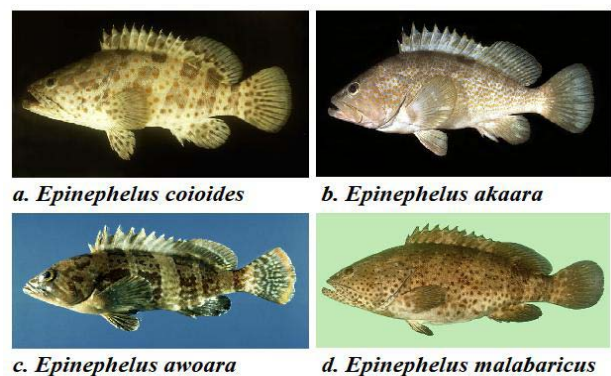 a. Epinephelus coioides
b. Epinephelus akaara
c. Epinephelus awoara
d. Epinephelus malabaricus